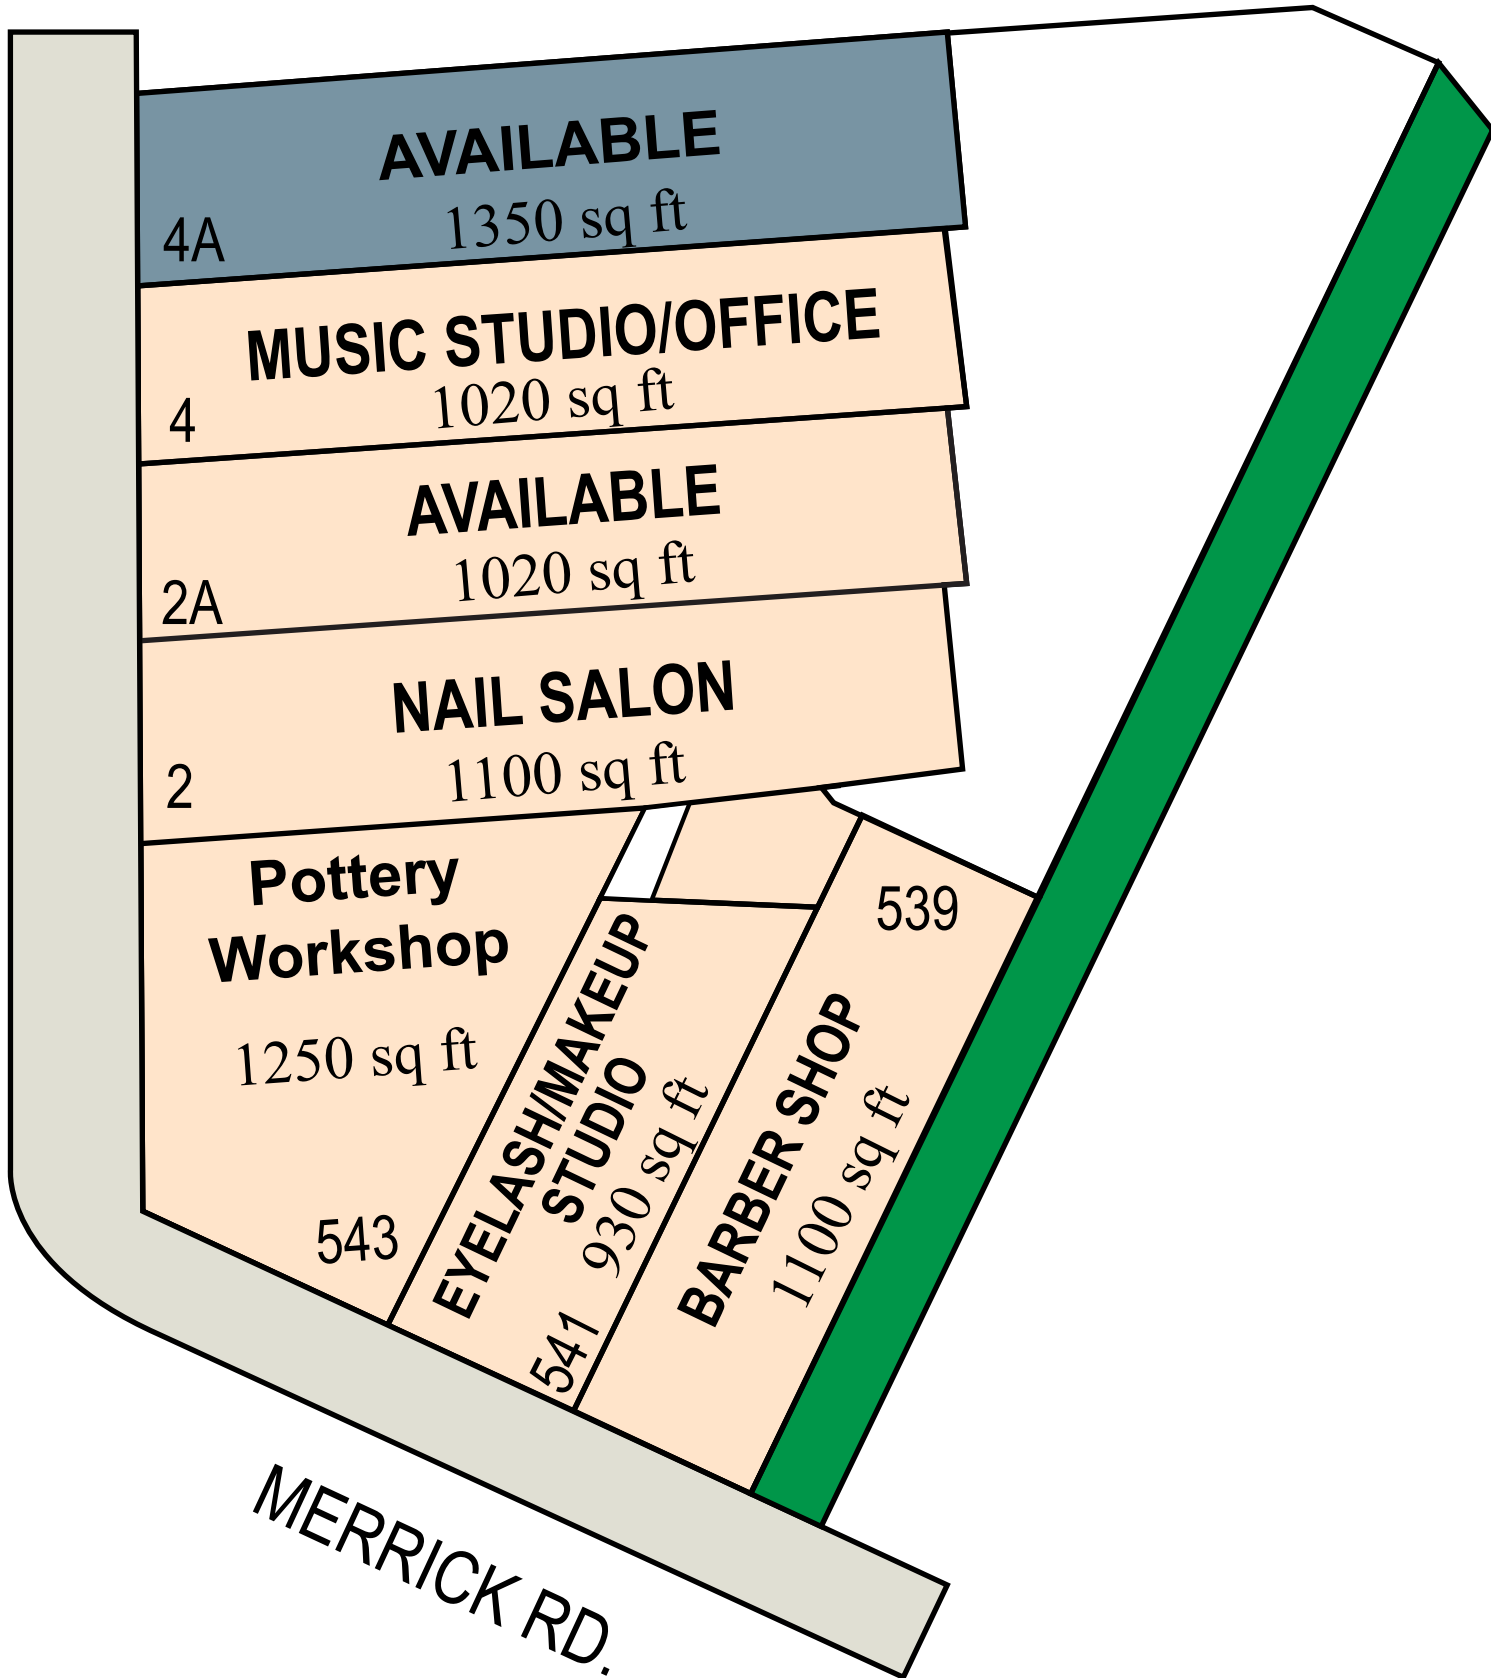 AVAILABLE
1350 sq ft
4A
MUSIC STUDIO/OFFICE
1020 sq ft
4
AVAILABLE
1020 sq ft
2A
NAIL SALON
1100 sq ft
2
Pottery
Workshop
1250 sq ft
543
EYELASH/MAKEUP
STUDIO
930 sq ft
541
539
BARBER SHOP
1100 sq ft
MERRICK RD.